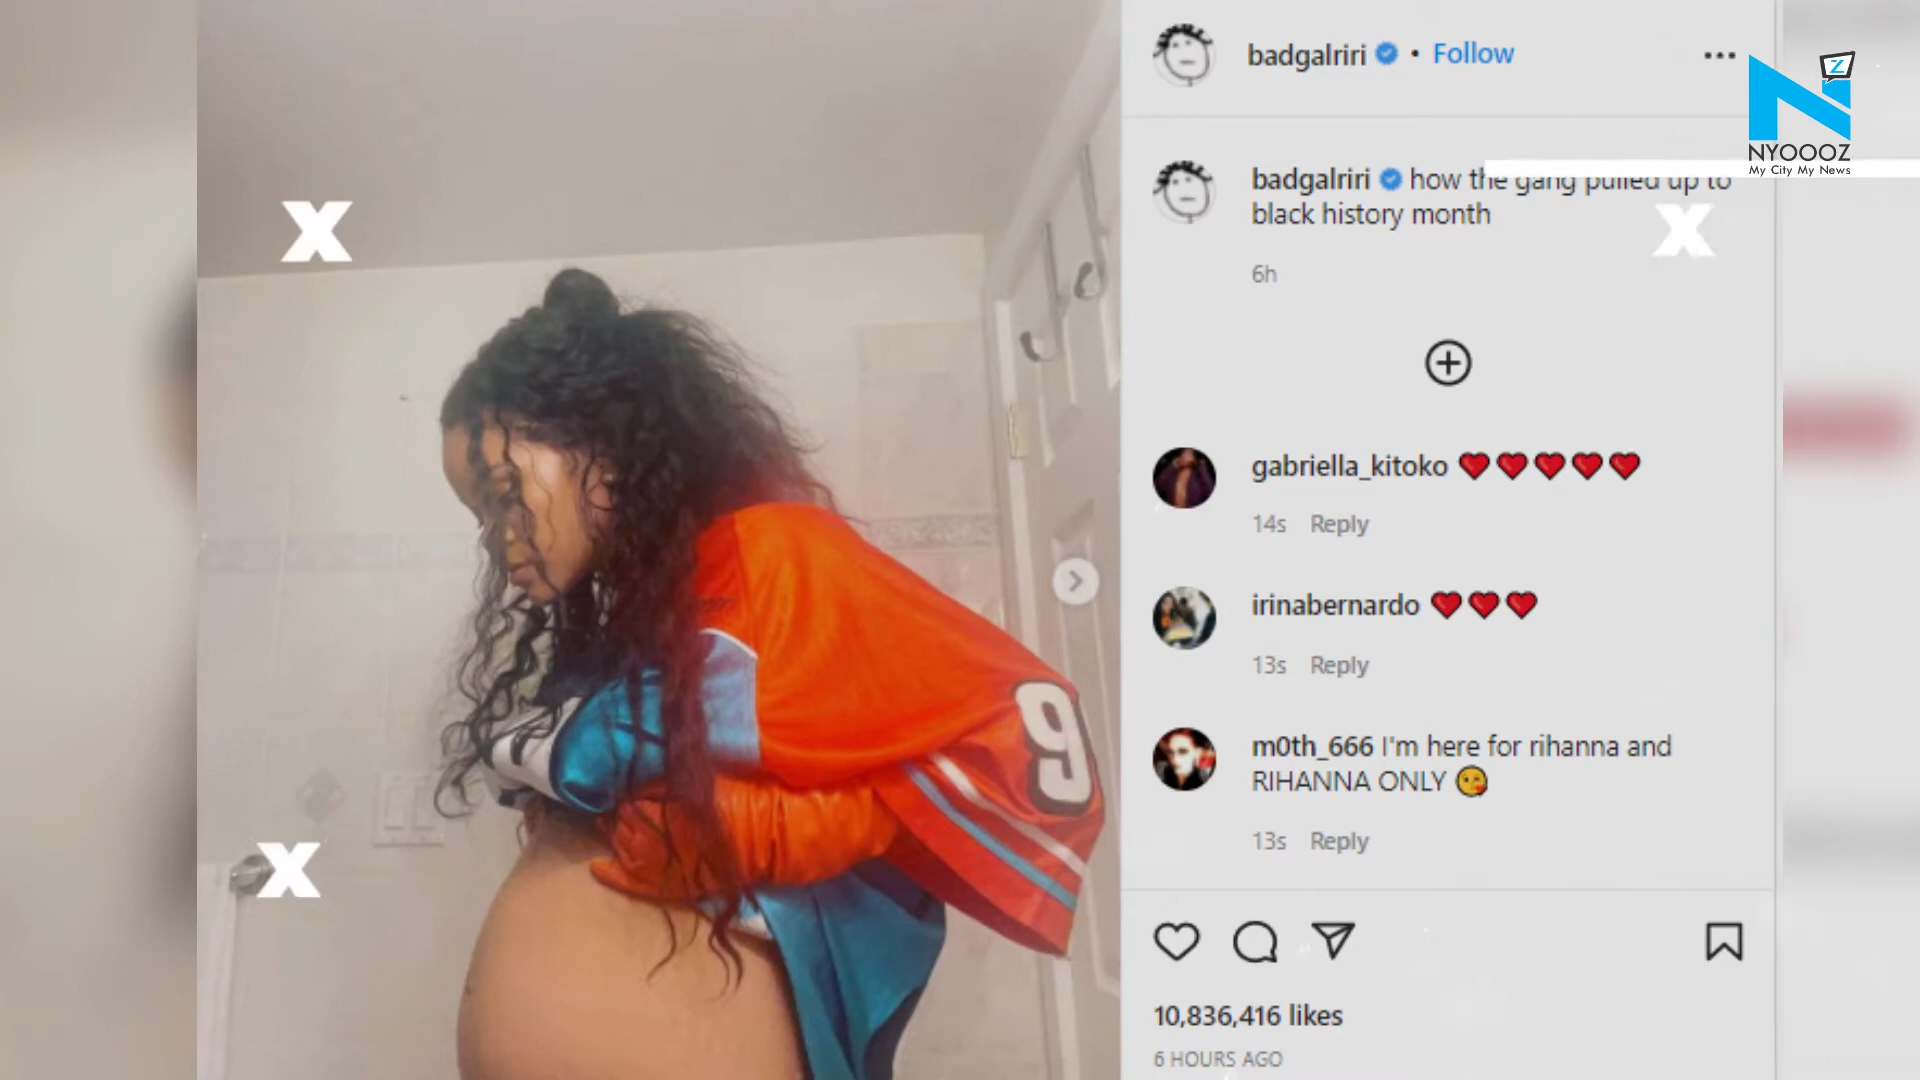 badgalriri • Follow
NYOOOZ
My City My News
badgalriri how the gang pulled up to
black history month
6h
gabriella_kitoko ❤❤❤❤❤
14s Reply
irinabernardo ❤❤❤
13s Reply
m0th_666 I'm here for rihanna and
RIHANNA ONLY 😘
13s Reply
10,836,416 likes
6 HOURS AGO
9
X
X
X
Z